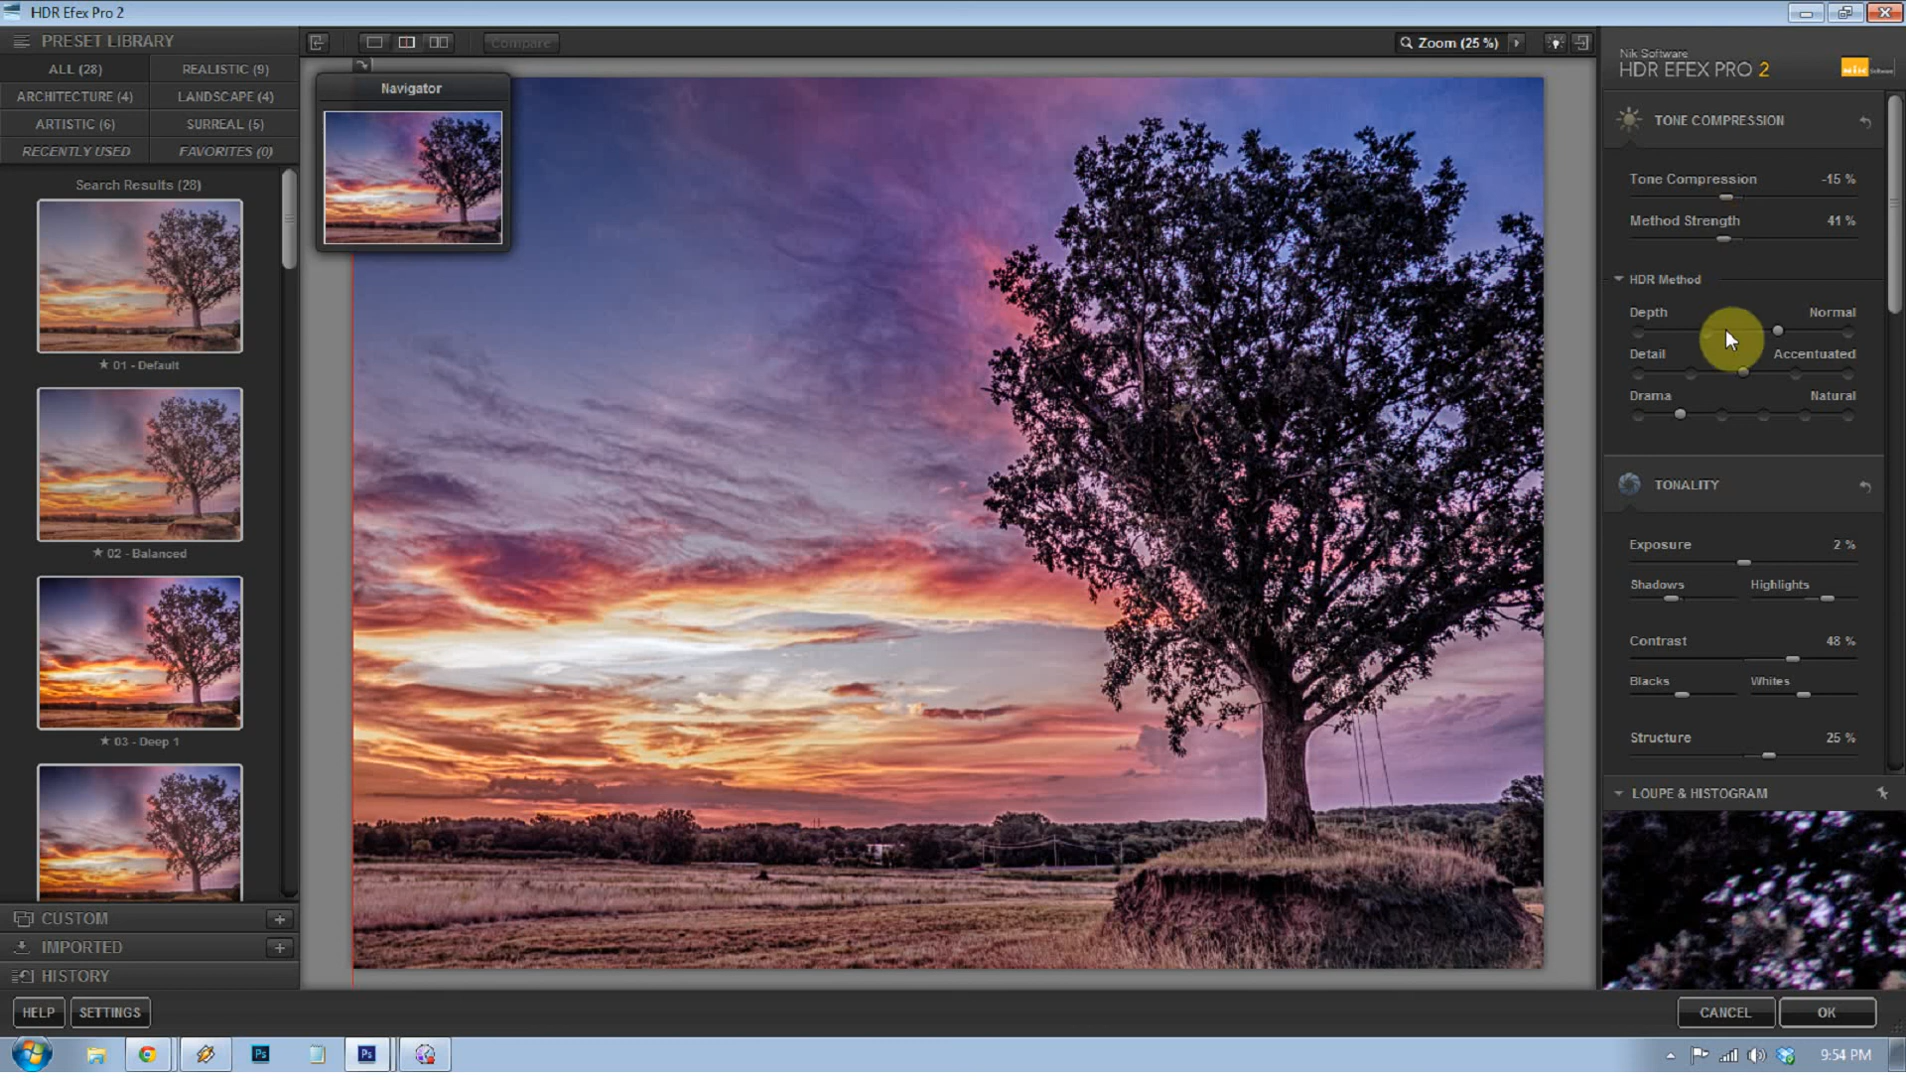 HDR Efex Pro 2
PRESET LIBRARY
ALL (28)
REALISTIC (9)
ARCHITECTURE (4)
LANDSCAPE (4)
ARTISTIC (6)
SURREAL (5)
RECENTLY USED
FAVORITES (0)
Search Results (28)
★ 01 - Default
★ 02 - Balanced
★ 03 - Deep 1
CUSTOM
IMPORTED
HISTORY
HELP
SETTINGS
Compare
Zoom (25 %)
Navigator
Nik Software
HDR EFEX PRO 2
nik Software
TONE COMPRESSION
Tone Compression -15 %
Method Strength 41 %
HDR Method
Depth Normal
Detail Accentuated
Drama Natural
TONALITY
Exposure 2 %
Shadows Highlights
Contrast 48 %
Blacks Whites
Structure 25 %
LOUPE & HISTOGRAM
CANCEL
OK
Ps
Ps
9:54 PM